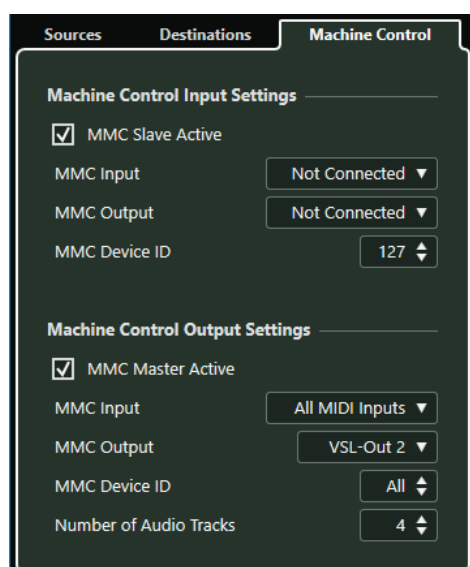 Sources Destinations Machine Control
Machine Control Input Settings
MMC Slave Active
MMC Input Not Connected
MMC Output Not Connected
MMC Device ID 127
Machine Control Output Settings
MMC Master Active
MMC Input All MIDI Inputs
MMC Output VSL-Out 2
MMC Device ID All
Number of Audio Tracks 4